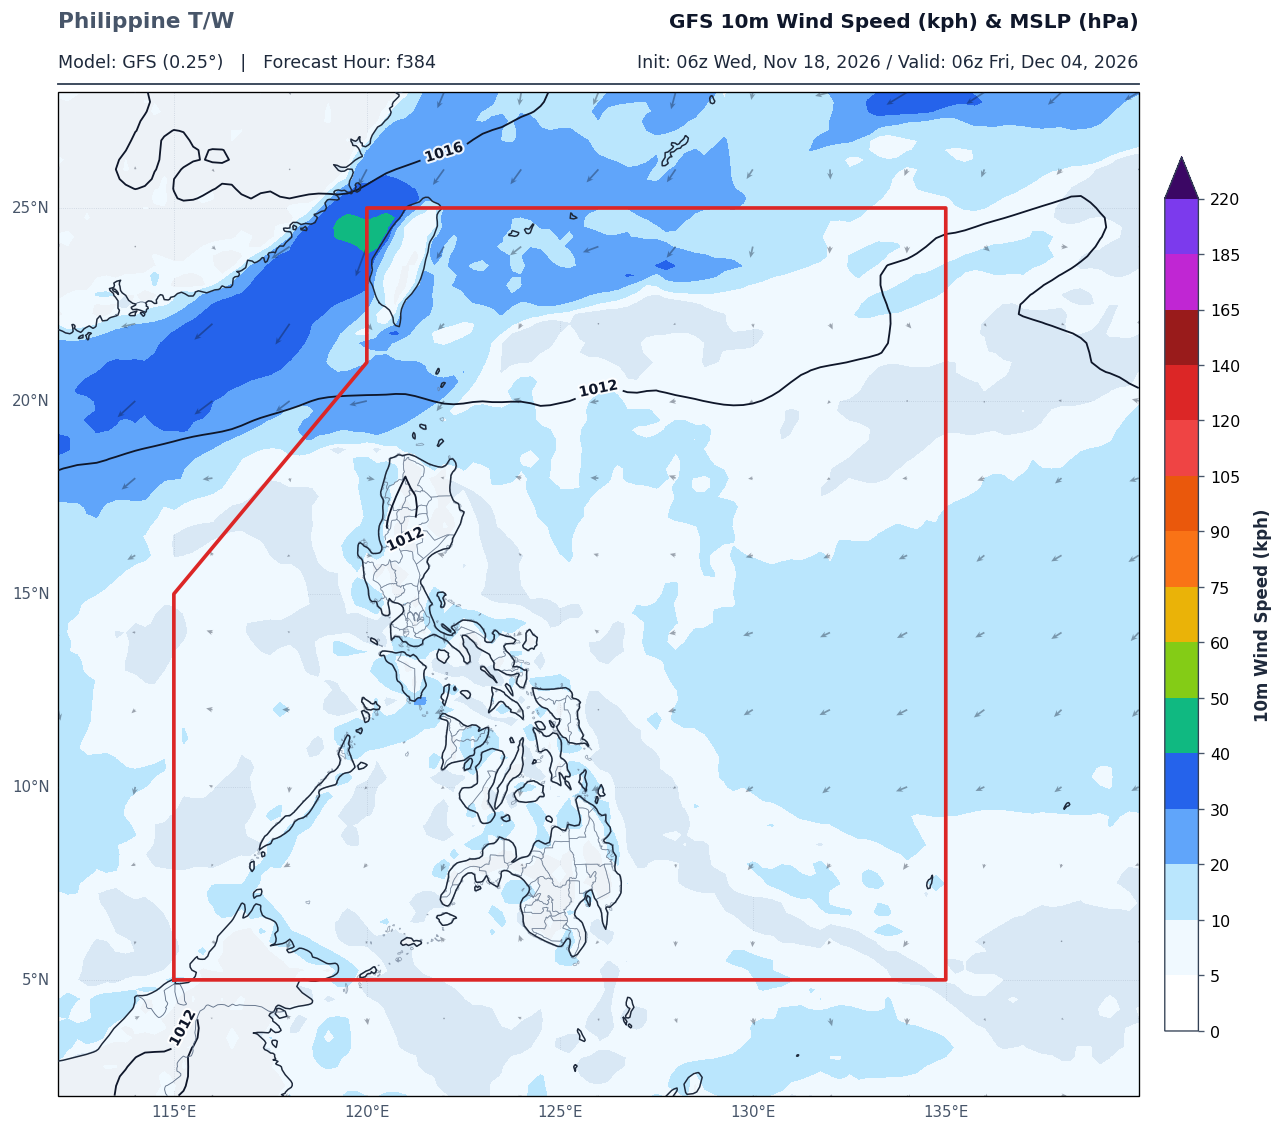 Philippine T/W
GFS 10m Wind Speed (kph) & MSLP (hPa)
Model: GFS (0.25°) | Forecast Hour: f384
Init: 06z Wed, Nov 18, 2026 / Valid: 06z Fri, Dec 04, 2026
1016
1012
1012
1012
25°N
20°N
15°N
10°N
5°N
115°E
120°E
125°E
130°E
135°E
220
185
165
140
120
105
90
75
60
50
40
30
20
10
5
0
10m Wind Speed (kph)